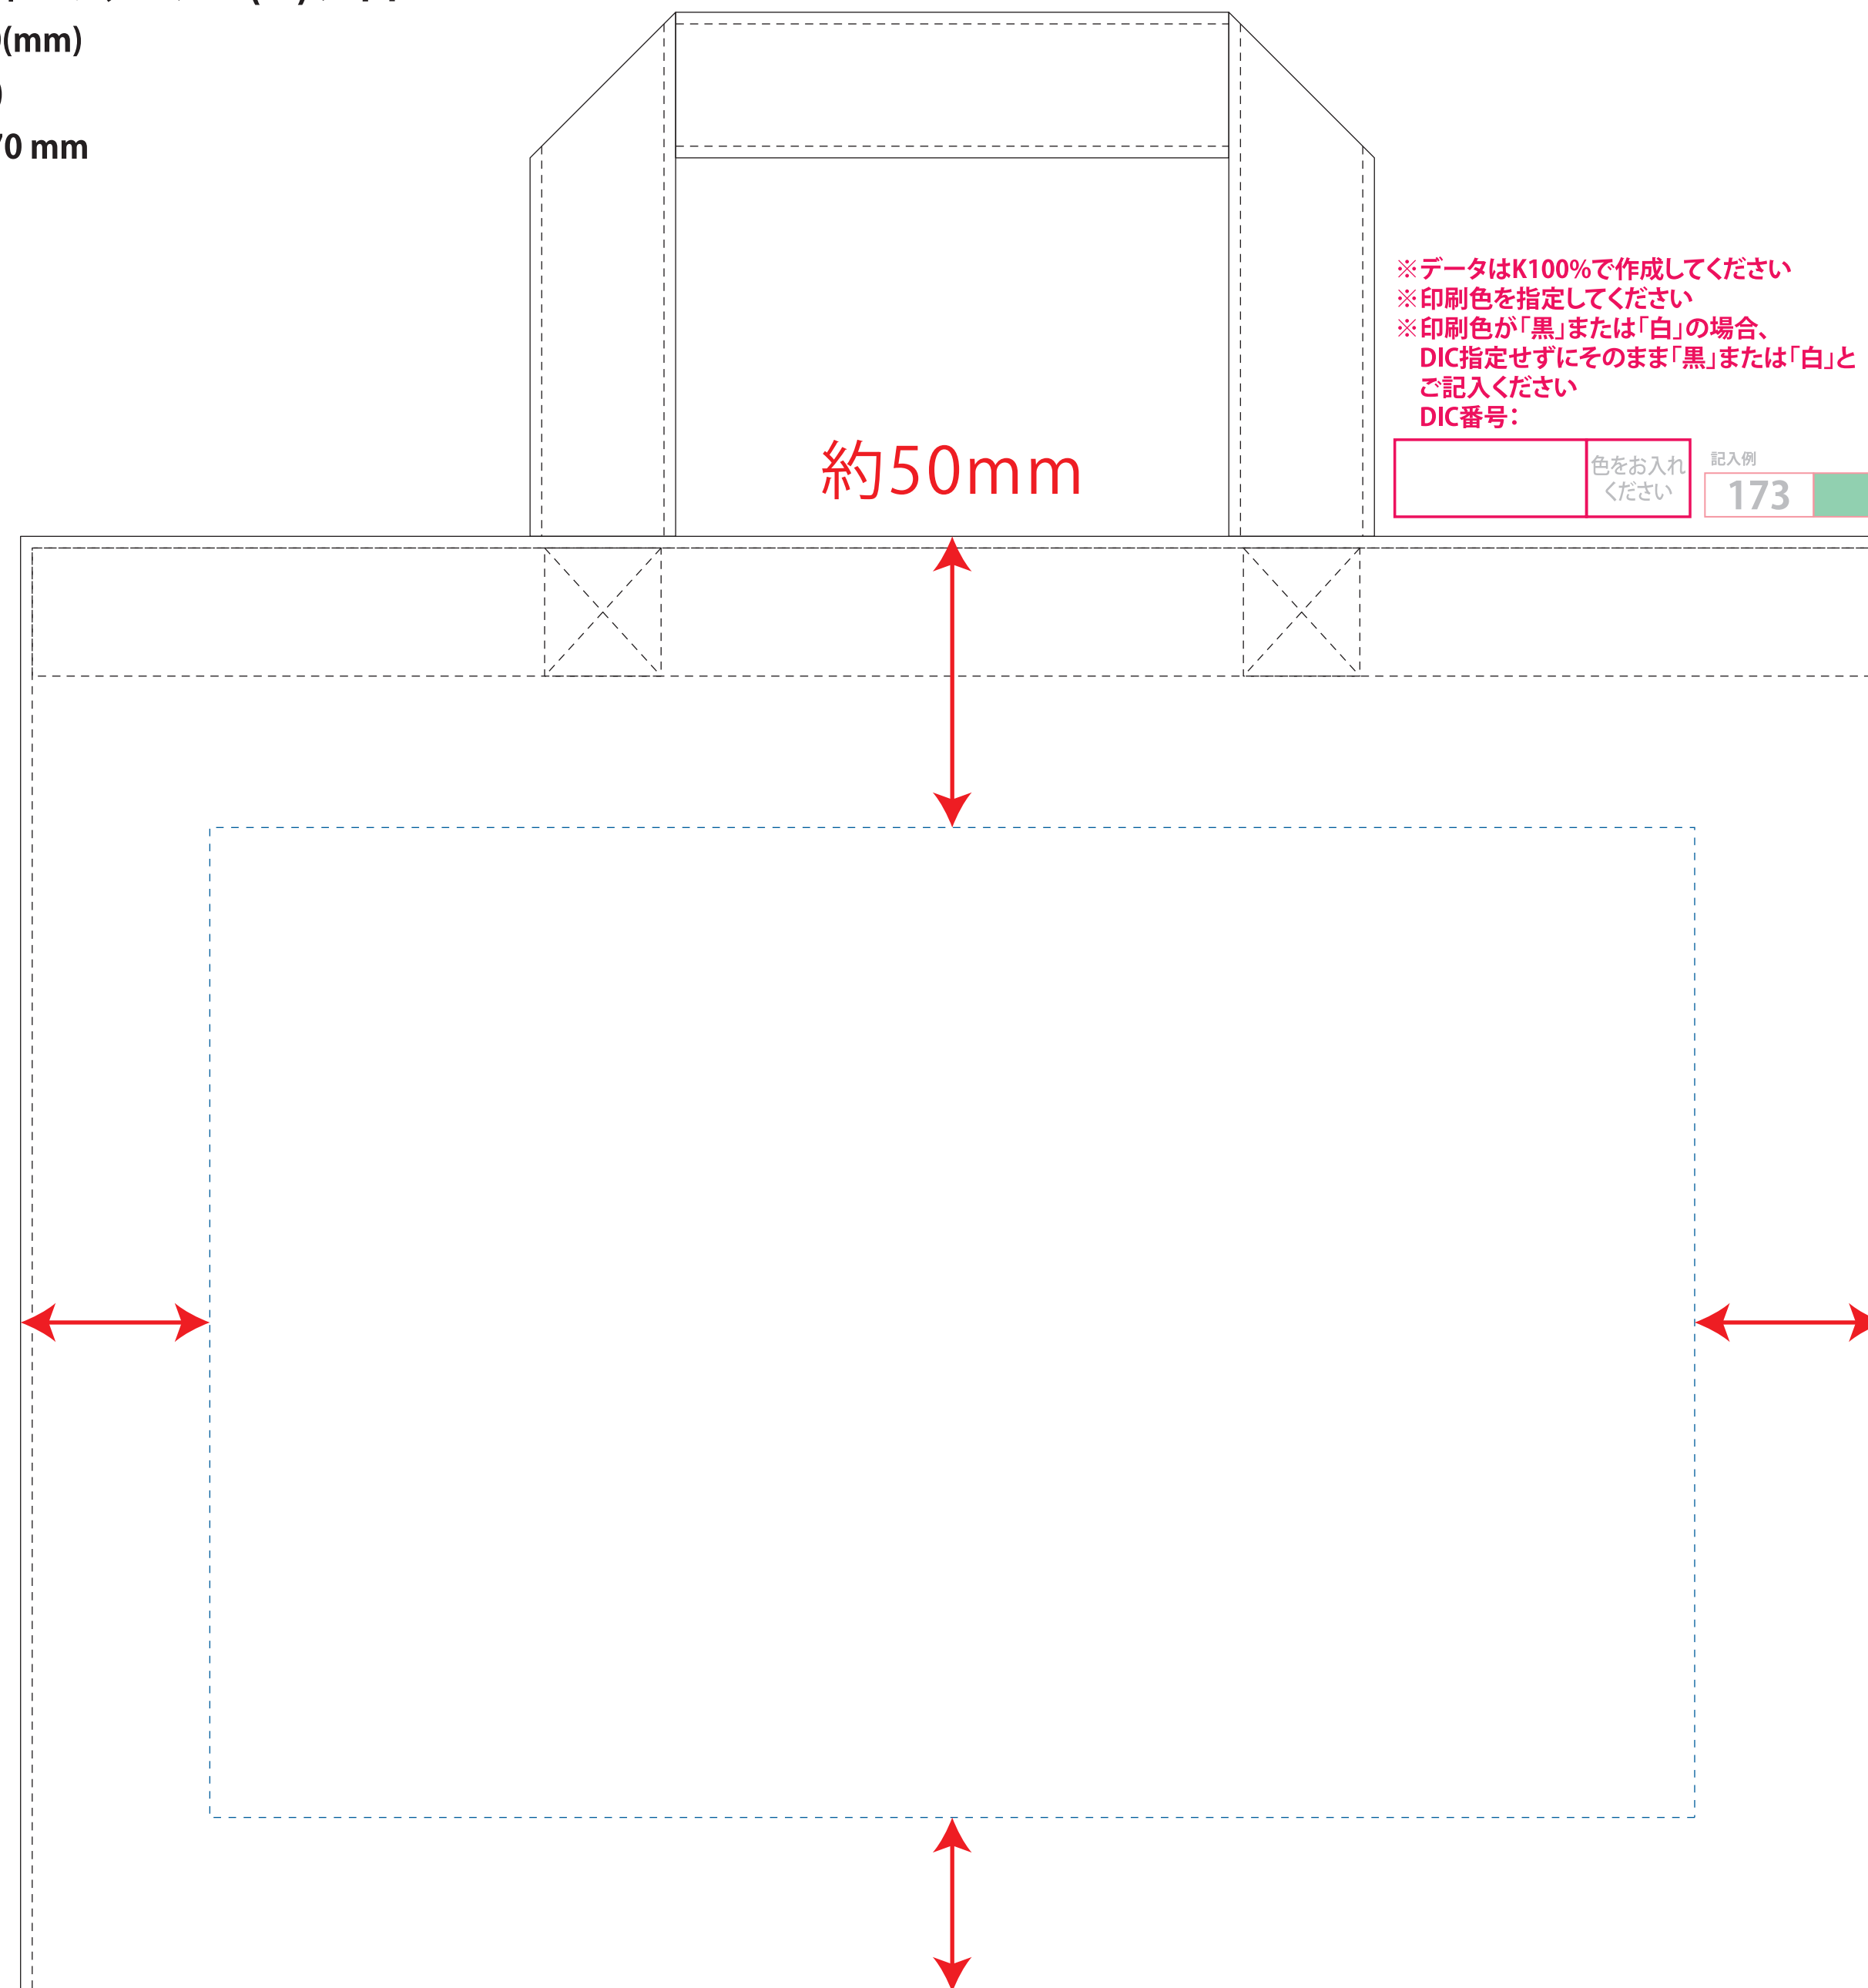 (mm)
70 mm
※データはK100%で作成してください
※印刷色を指定してください
※印刷色が「黒」または「白」の場合、
DIC指定せずにそのまま「黒」または「白」と
ご記入ください
DIC番号：
約50mm
色をお入れ
ください
記入例
173